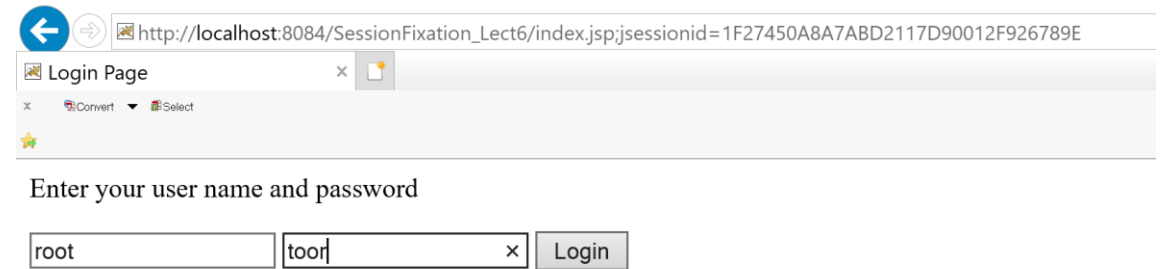 http://localhost:8084/SessionFixation_Lect6/index.jsp;jsessionid=1F27450A8A7ABD2117D90012F926789E
Login Page ×
x Convert ▼ Select
Enter your user name and password
root toor × Login